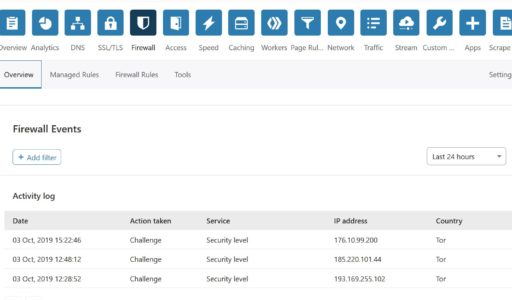 Overview Analytics DNS SSL/TLS Firewall Access Speed Caching Workers Page Rul... Network Traffic Stream Custom ... Apps Scrape
Overview Managed Rules Firewall Rules Tools Setting
Firewall Events
+ Add filter Last 24 hours
Activity log
Date Action taken Service IP address Country
03 Oct, 2019 15:22:46 Challenge Security level 176.10.99.200 Tor
03 Oct, 2019 12:48:12 Challenge Security level 185.220.101.44 Tor
03 Oct, 2019 12:28:52 Challenge Security level 193.169.255.102 Tor